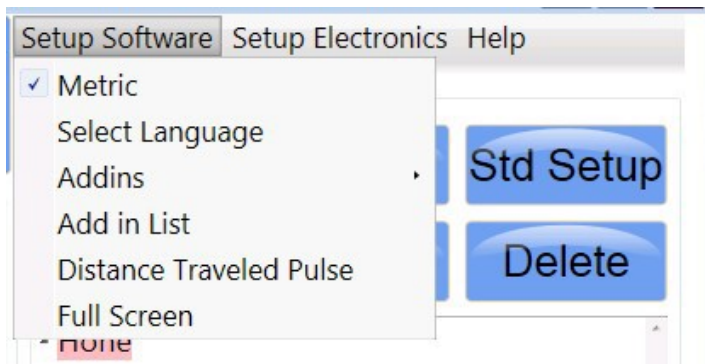 Setup Software Setup Electronics Help
Metric
Select Language
Addins
Add in List
Distance Traveled Pulse
Full Screen
Std Setup
Delete